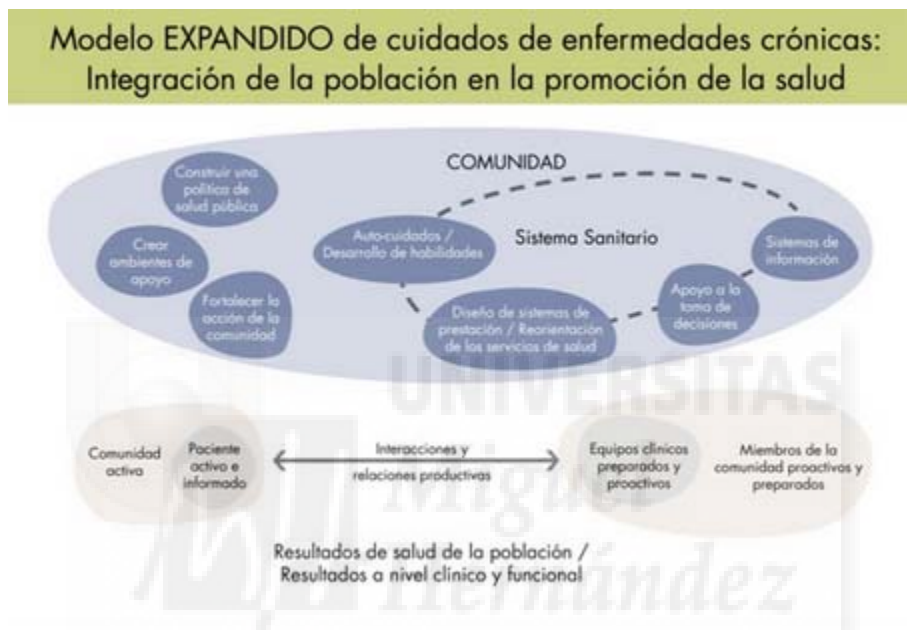 Modelo EXPANDIDO de cuidados de enfermedades crónicas:
Integración de la población en la promoción de la salud
COMUNIDAD
Construir una
política de
salud pública
Crear
ambientes de
apoyo
Fortalecer la
acción de la
comunidad
Auto-cuidados /
Desarrollo de habilidades
Sistema Sanitario
Sistemas de
información
Apoyo a la
toma de
decisiones
Diseño de sistemas de
prestación / Reorientación
de los servicios de salud
UNIVERSITAS
Miguel
Hernández
Comunidad
activa
Paciente
activo e
informado
Interacciones y
relaciones productivas
Equipos clínicos
preparados y
proactivos
Miembros de la
comunidad proactivos y
preparados
Resultados de salud de la población /
Resultados a nivel clínico y funcional